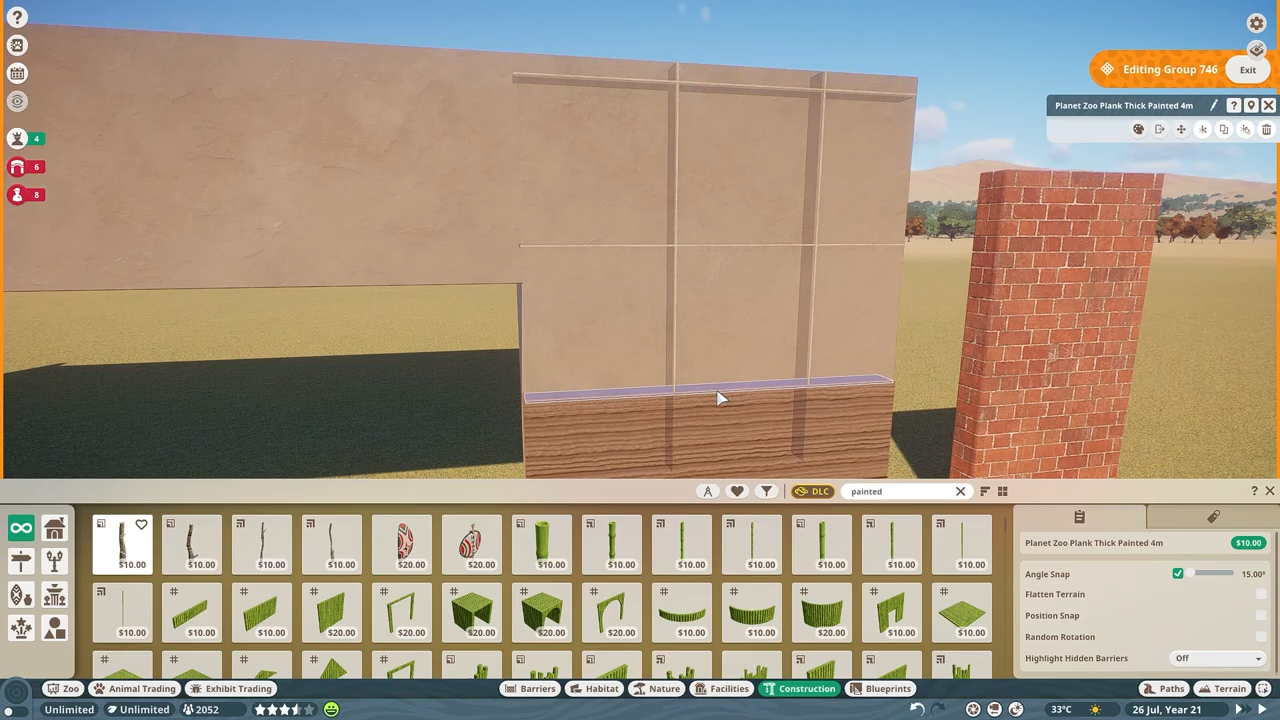 ?
Editing Group 746
Exit
Planet Zoo Plank Thick Painted 4m
?
4
6
8
DLC
painted
?
$10.00 $10.00 $10.00 $10.00 $20.00 $20.00 $10.00 $10.00 $10.00 $10.00 $10.00 $10.00 $10.00
$10.00 $10.00 $10.00 $20.00 $20.00 $20.00 $20.00 $20.00 $10.00 $10.00 $20.00 $20.00 $10.00
Planet Zoo Plank Thick Painted 4m $10.00
Angle Snap 15.00°
Flatten Terrain
Position Snap
Random Rotation
Highlight Hidden Barriers Off
Zoo Animal Trading Exhibit Trading Barriers Habitat Nature Facilities Construction Blueprints Paths Terrain
Unlimited Unlimited 2052 33°C 26 Jul, Year 21